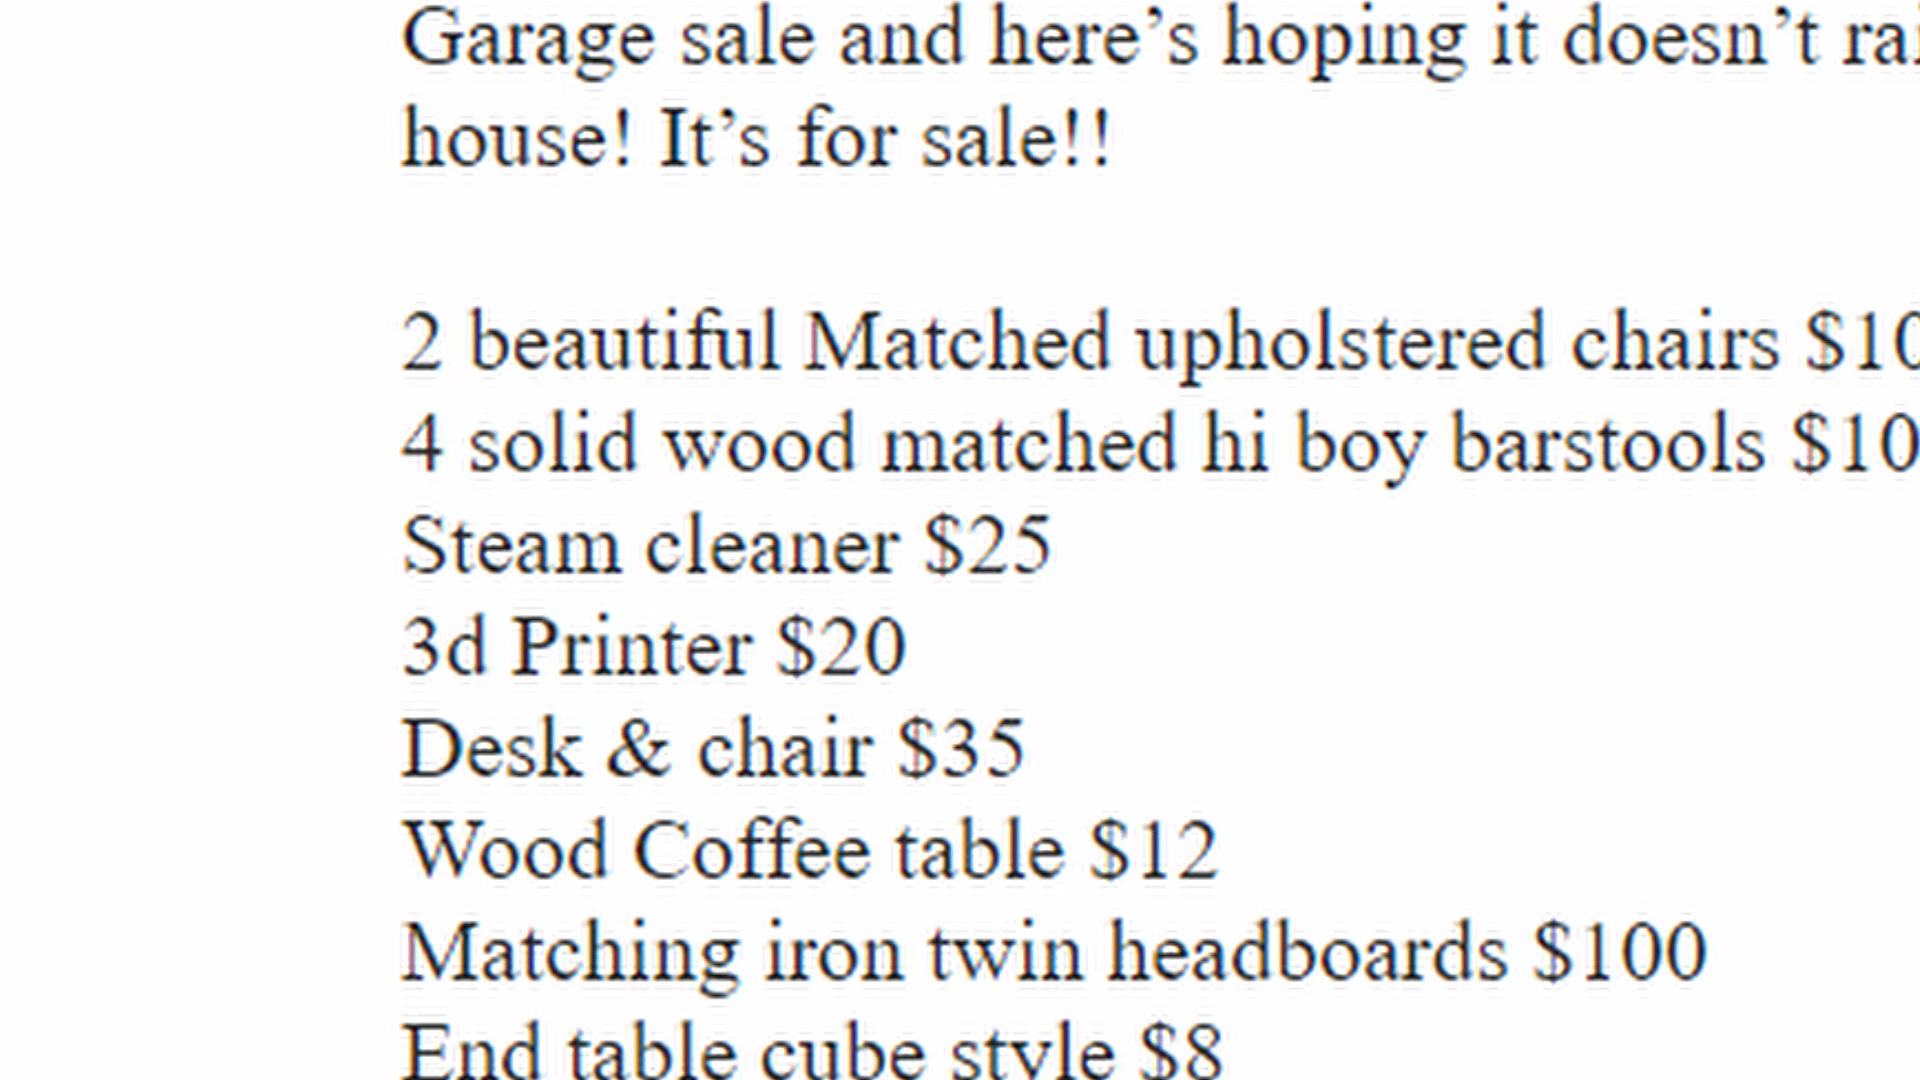 Garage sale and here’s hoping it doesn’t
house! It’s for sale!!
2 beautiful Matched upholstered chairs $10
4 solid wood matched hi boy barstools $10
Steam cleaner $25
3d Printer $20
Desk & chair $35
Wood Coffee table $12
Matching iron twin headboards $100
End table cube style $8